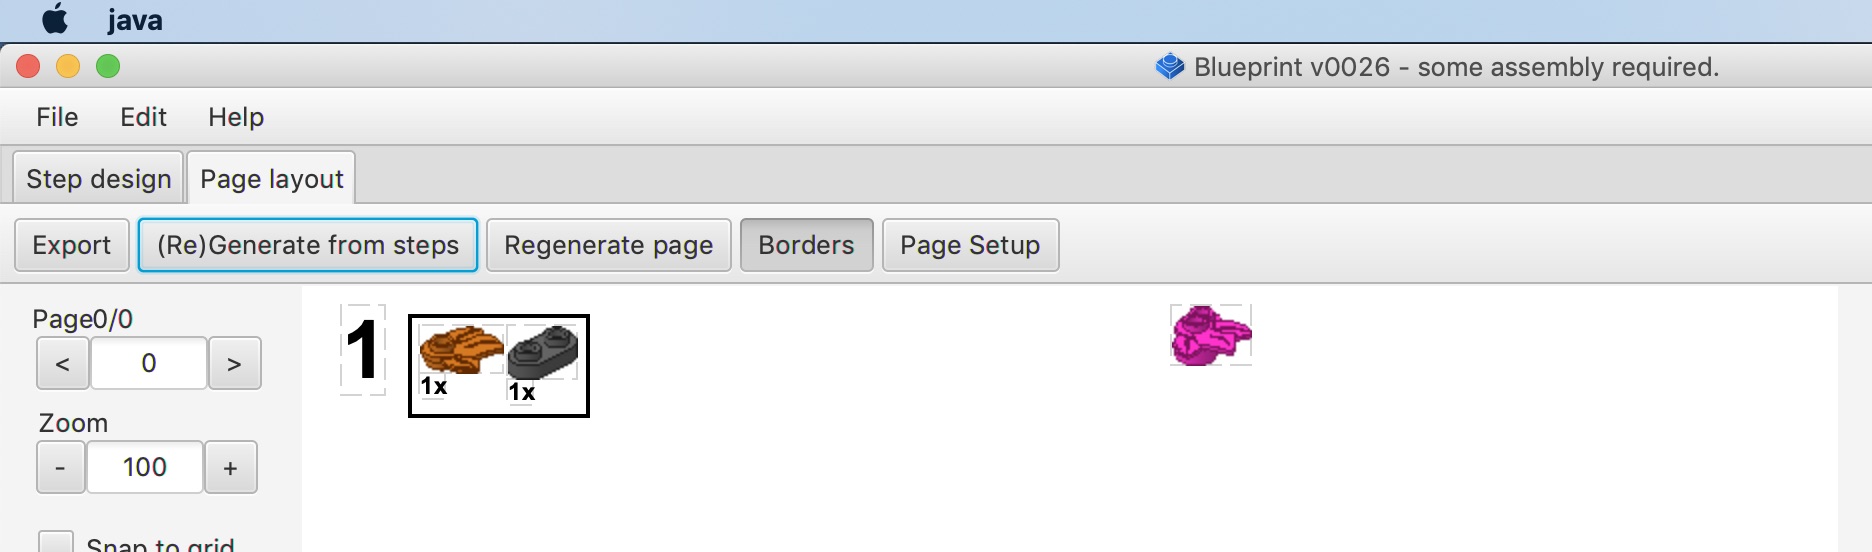 java
Blueprint v0026 - some assembly required.
File Edit Help
Step design Page layout
Export (Re)Generate from steps Regenerate page Borders Page Setup
Page0/0
< 0 >
Zoom
- 100 +
Snap to grid
1
1x 1x